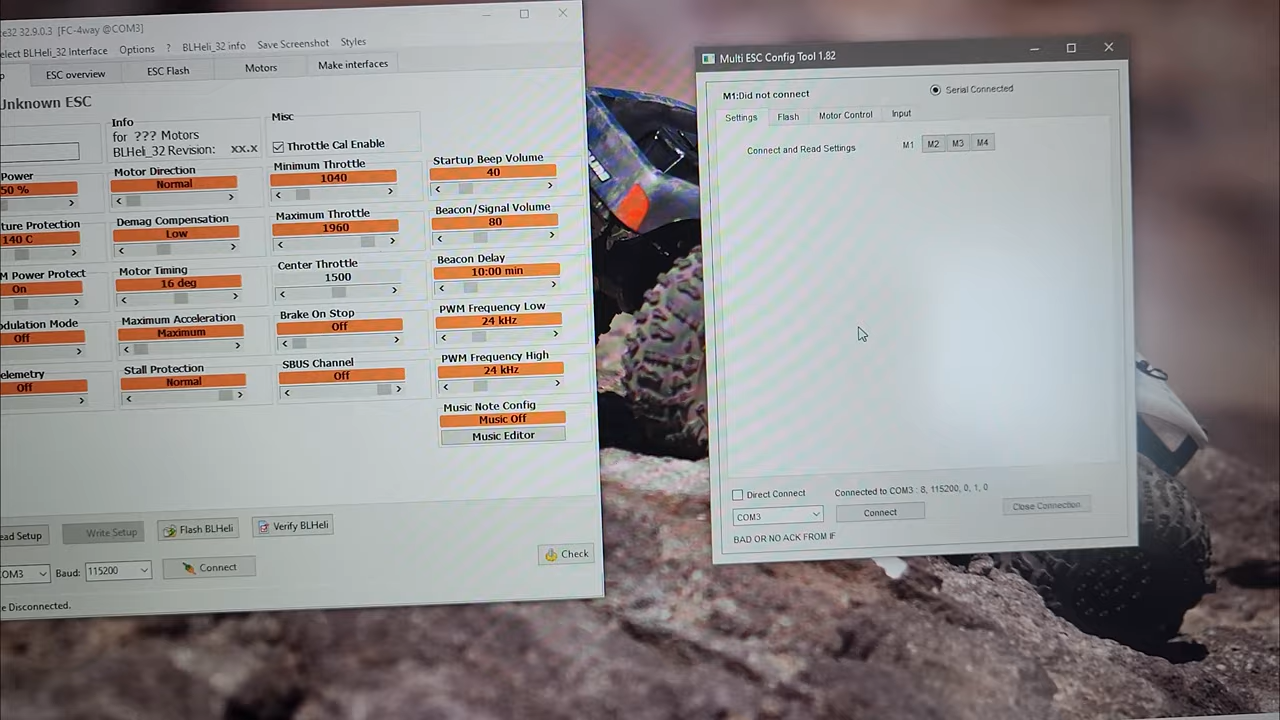 32.9.0.3 [FC-4way @COM3]
BLHeli_32 Interface Options ? BLHeli_32 info Save Screenshot Styles
ESC overview ESC Flash Motors Make interfaces
Unknown ESC
Info
for ??? Motors
BLHeli_32 Revision: xx.x
Misc
Throttle Cal Enable
Power
50 %
Motor Direction
Normal
Minimum Throttle
1040
Startup Beep Volume
40
Protection
140 C
Demag Compensation
Low
Maximum Throttle
1960
Beacon/Signal Volume
80
Power Protect
On
Motor Timing
16 deg
Center Throttle
1500
Beacon Delay
10:00 min
Mode
Off
Maximum Acceleration
Maximum
Brake On Stop
Off
PWM Frequency Low
24 kHz
Off
Stall Protection
Normal
SBUS Channel
Off
PWM Frequency High
24 kHz
Music Note Config
Music Off
Music Editor
Setup Write Setup Flash BLHeli Verify BLHeli
Check
COM3 Baud: 115200 Connect
Disconnected.
Multi ESC Config Tool 1.82
M1:Did not connect Serial Connected
Settings Flash Motor Control Input
Connect and Read Settings M1 M2 M3 M4
Direct Connect Connected to COM3 : 8, 115200, 0, 1, 0
COM3 Connect Close Connection
BAD OR NO ACK FROM IF